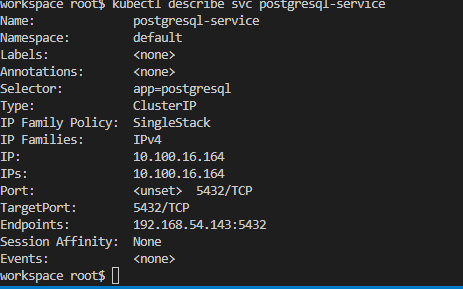 workspace root$ kubectl describe svc postgresql-service
Name:              postgresql-service
Namespace:         default
Labels:            <none>
Annotations:       <none>
Selector:          app=postgresql
Type:              ClusterIP
IP Family Policy:  SingleStack
IP Families:       IPv4
IP:                10.100.16.164
IPs:               10.100.16.164
Port:              <unset>  5432/TCP
TargetPort:        5432/TCP
Endpoints:         192.168.54.143:5432
Session Affinity:  None
Events:            <none>
workspace root$